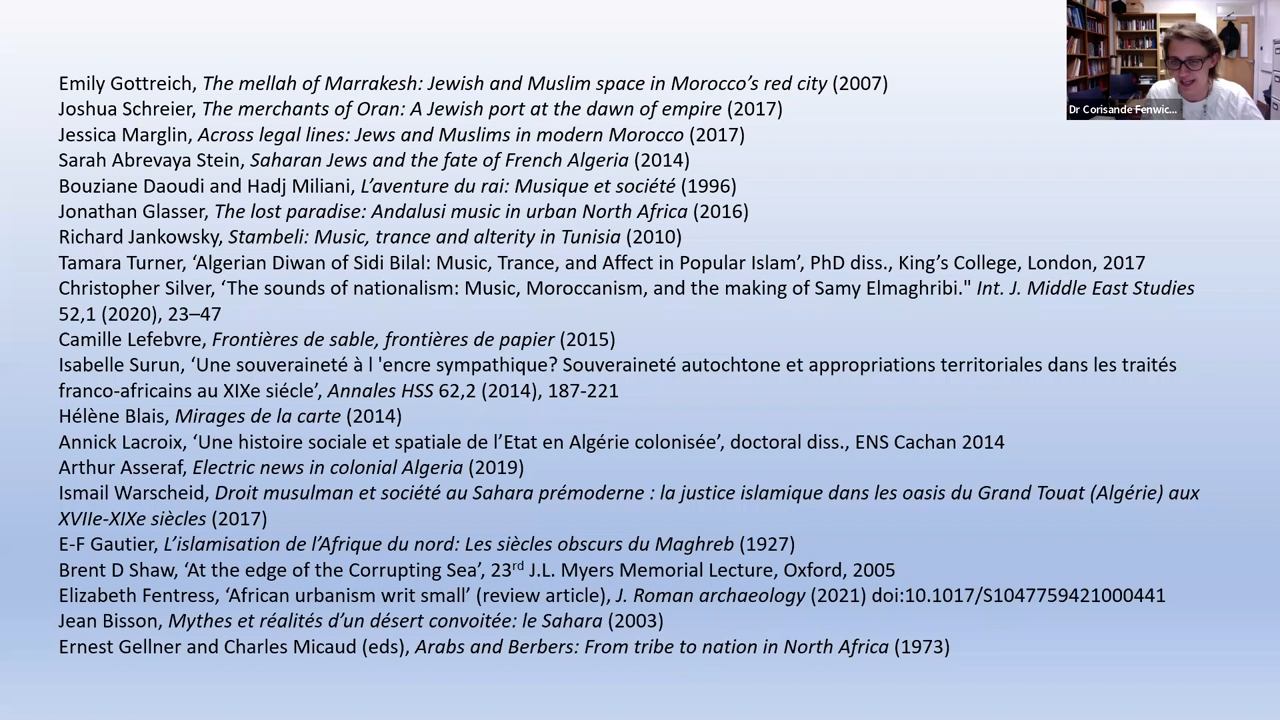 Emily Gottreich, The mellah of Marrakesh: Jewish and Muslim space in Morocco’s red city (2007)
Joshua Schreier, The merchants of Oran: A Jewish port at the dawn of empire (2017)
Jessica Marglin, Across legal lines: Jews and Muslims in modern Morocco (2017)
Sarah Abrevaya Stein, Saharan Jews and the fate of French Algeria (2014)
Bouziane Daoudi and Hadj Miliani, L’aventure du rai: Musique et société (1996)
Jonathan Glasser, The lost paradise: Andalusi music in urban North Africa (2016)
Richard Jankowsky, Stambeli: Music, trance and alterity in Tunisia (2010)
Tamara Turner, ‘Algerian Diwan of Sidi Bilal: Music, Trance, and Affect in Popular Islam’, PhD diss., King’s College, London, 2017
Christopher Silver, ‘The sounds of nationalism: Music, Moroccanism, and the making of Samy Elmaghribi." Int. J. Middle East Studies
52,1 (2020), 23–47
Camille Lefebvre, Frontières de sable, frontières de papier (2015)
Isabelle Surun, ‘Une souveraineté à l 'encre sympathique? Souveraineté autochtone et appropriations territoriales dans les traités
franco-africains au XIXe siécle’, Annales HSS 62,2 (2014), 187-221
Hélène Blais, Mirages de la carte (2014)
Annick Lacroix, ‘Une histoire sociale et spatiale de l’Etat en Algérie colonisée’, doctoral diss., ENS Cachan 2014
Arthur Asseraf, Electric news in colonial Algeria (2019)
Ismail Warscheid, Droit musulman et société au Sahara prémoderne : la justice islamique dans les oasis du Grand Touat (Algérie) aux
XVIIe-XIXe siècles (2017)
E-F Gautier, L’islamisation de l’Afrique du nord: Les siècles obscurs du Maghreb (1927)
Brent D Shaw, ‘At the edge of the Corrupting Sea’, 23rd J.L. Myers Memorial Lecture, Oxford, 2005
Elizabeth Fentress, ‘African urbanism writ small’ (review article), J. Roman archaeology (2021) doi:10.1017/S1047759421000441
Jean Bisson, Mythes et réalités d’un désert convoitée: le Sahara (2003)
Ernest Gellner and Charles Micaud (eds), Arabs and Berbers: From tribe to nation in North Africa (1973)
Dr Corisande Fenwic...